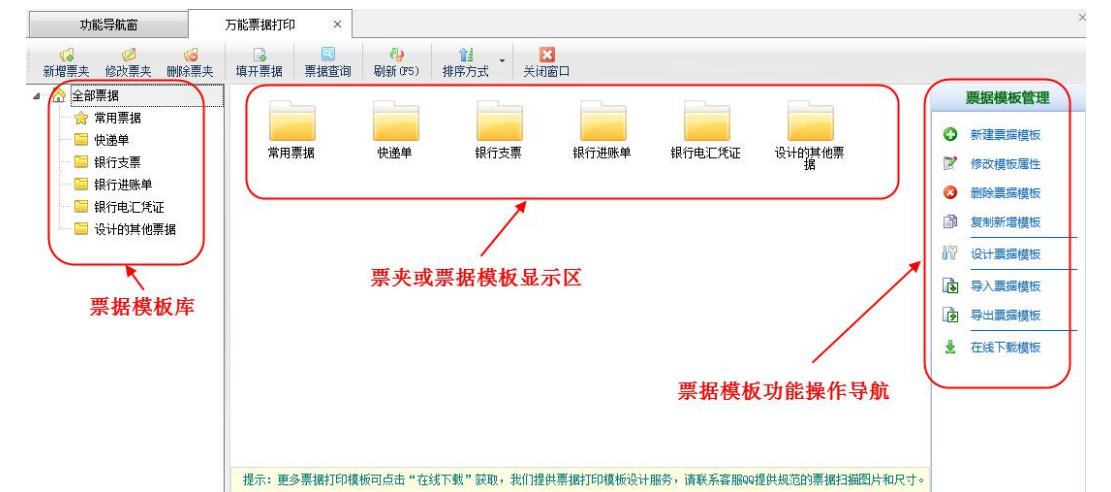 功能导航窗
万能票据打印
新增票夹 修改票夹 删除票夹 填开票据 票据查询 刷新(F5) 排序方式 关闭窗口
全部票据
常用票据
快递单
银行支票
银行进账单
银行电汇凭证
设计的其他票据
票据模板库
常用票据 快递单 银行支票 银行进账单 银行电汇凭证 设计的其他票
据
票夹或票据模板显示区
票据模板管理
新建票据模板
修改模板属性
删除票据模板
复制新增模板
设计票据模板
导入票据模板
导出票据模板
在线下载模板
票据模板功能操作导航
提示：更多票据打印模板可点击“在线下载”获取，我们提供票据打印模板设计服务，请联系客服QQ提供规范的票据扫描图片和尺寸。